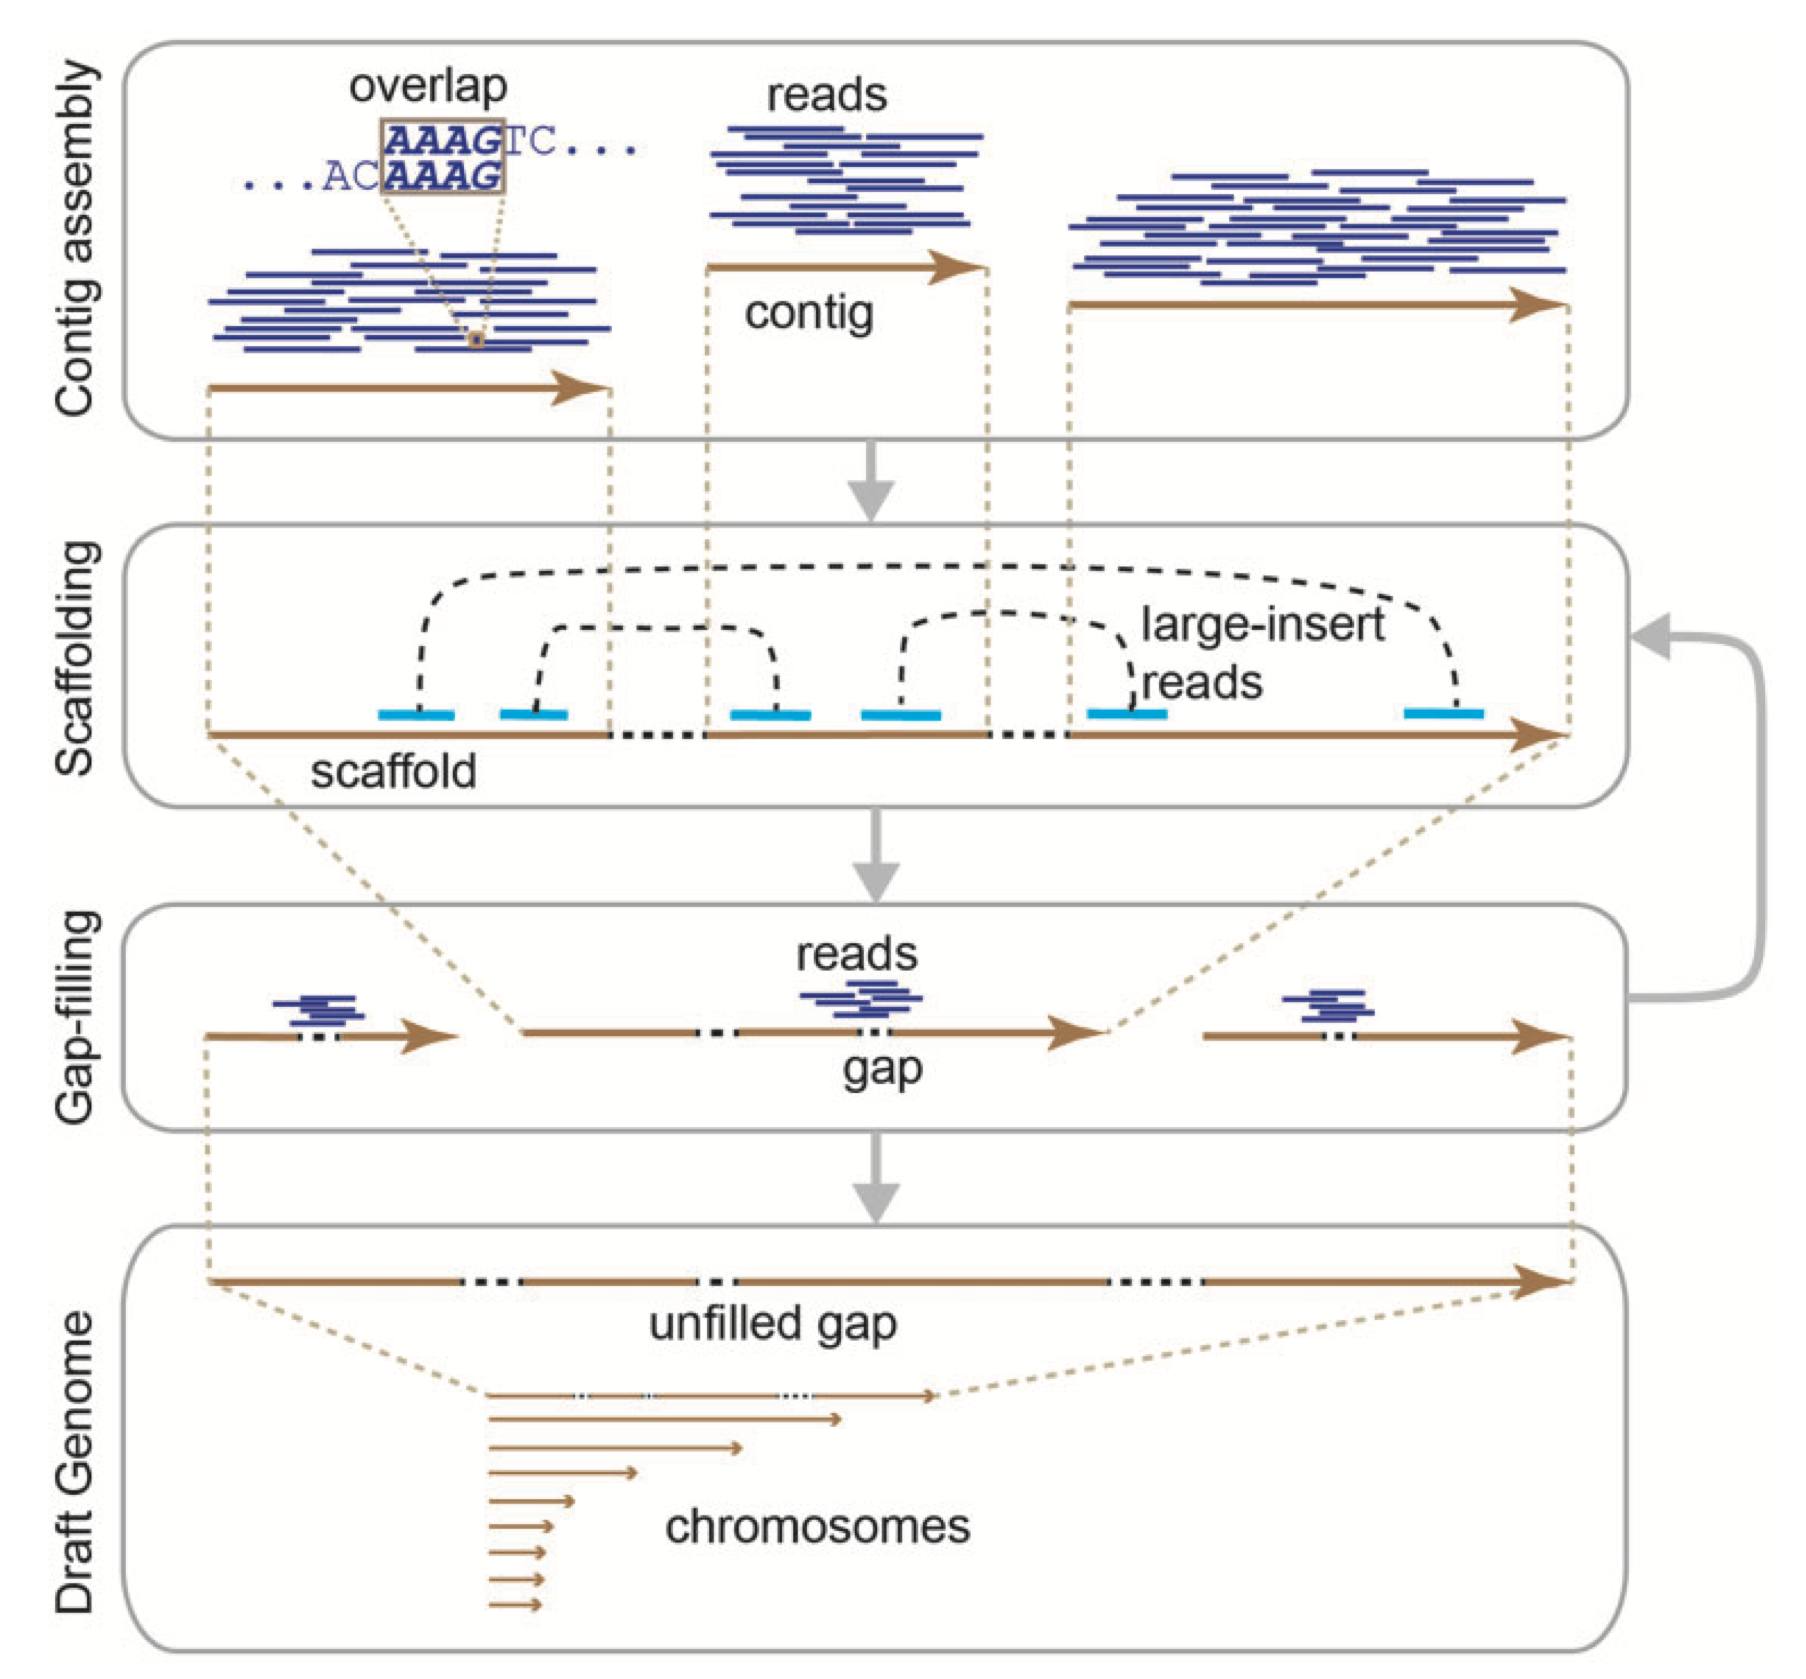 Contig assembly
overlap
AAAGTC...
...ACAAAG
reads
contig
Scaffolding
large-insert
reads
scaffold
Gap-filling
reads
gap
Draft Genome
unfilled gap
chromosomes